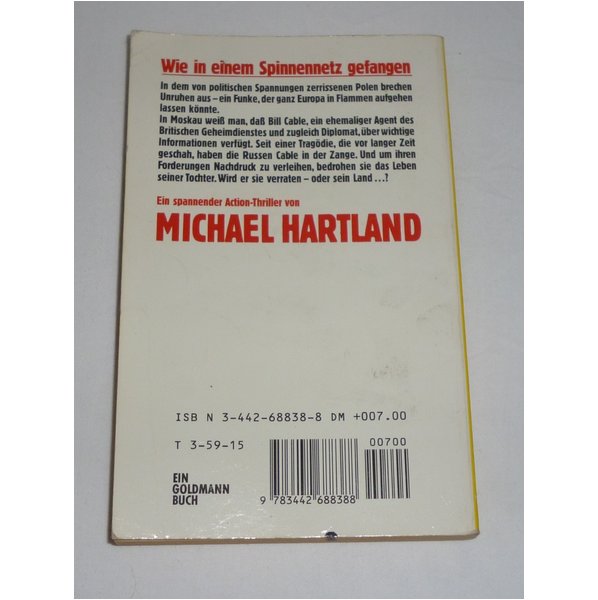 Wie in einem Spinnennetz gefangen
In dem von politischen Spannungen zerrissenen Polen brechen
Unruhen aus – ein Funke, der ganz Europa in Flammen aufgehen
lassen könnte.
In Moskau weiß man, daß Bill Cable, ein ehemaliger Agent des
Britischen Geheimdienstes und zugleich Diplomat, über wichtige
Informationen verfügt. Seit einer Tragödie, die vor langer Zeit
geschah, haben die Russen Cable in der Zange. Und um ihren
Forderungen Nachdruck zu verleihen, bedrohen sie das Leben
seiner Tochter. Wird er sie verraten – oder sein Land ...?
Ein spannender Action-Thriller von
MICHAEL HARTLAND
ISB N 3-442-68838-8 DM +007.00
T 3-59-15
00700
EIN
GOLDMANN
BUCH
9 783442 688388